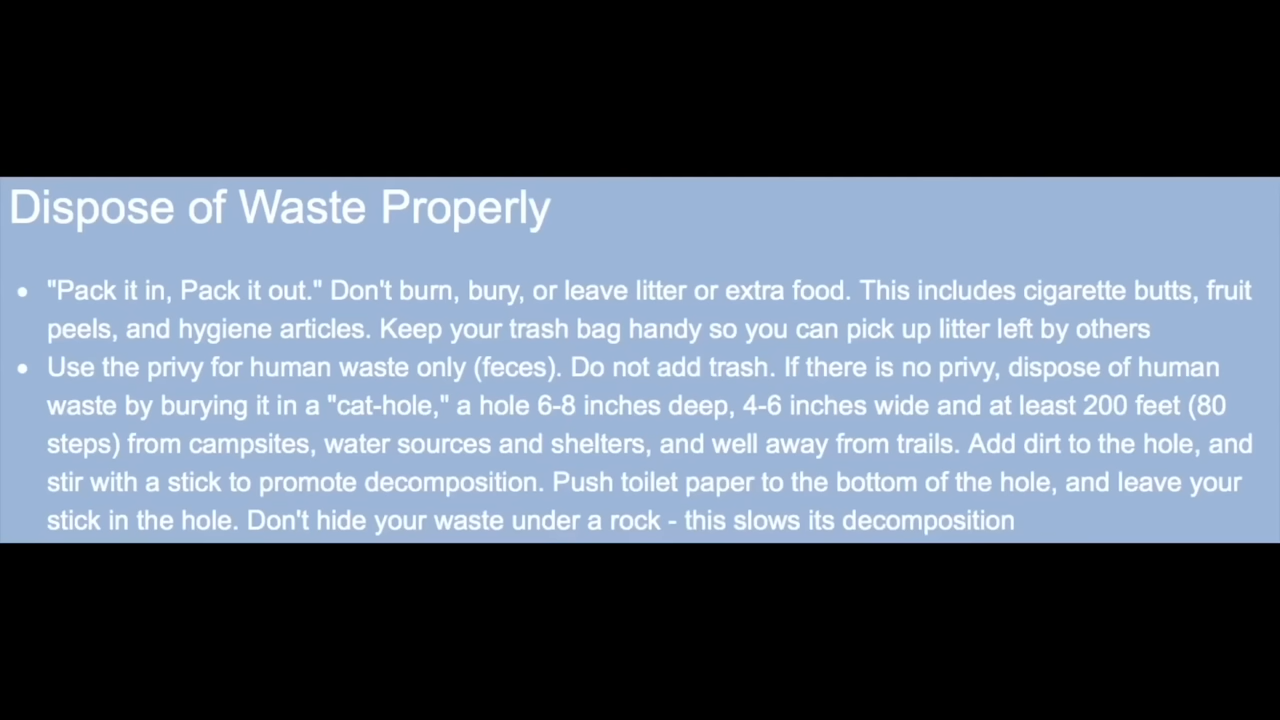 Dispose of Waste Properly
• "Pack it in, Pack it out." Don't burn, bury, or leave litter or extra food. This includes cigarette butts, fruit
peels, and hygiene articles. Keep your trash bag handy so you can pick up litter left by others
• Use the privy for human waste only (feces). Do not add trash. If there is no privy, dispose of human
waste by burying it in a "cat-hole," a hole 6-8 inches deep, 4-6 inches wide and at least 200 feet (80
steps) from campsites, water sources and shelters, and well away from trails. Add dirt to the hole, and
stir with a stick to promote decomposition. Push toilet paper to the bottom of the hole, and leave your
stick in the hole. Don't hide your waste under a rock - this slows its decomposition